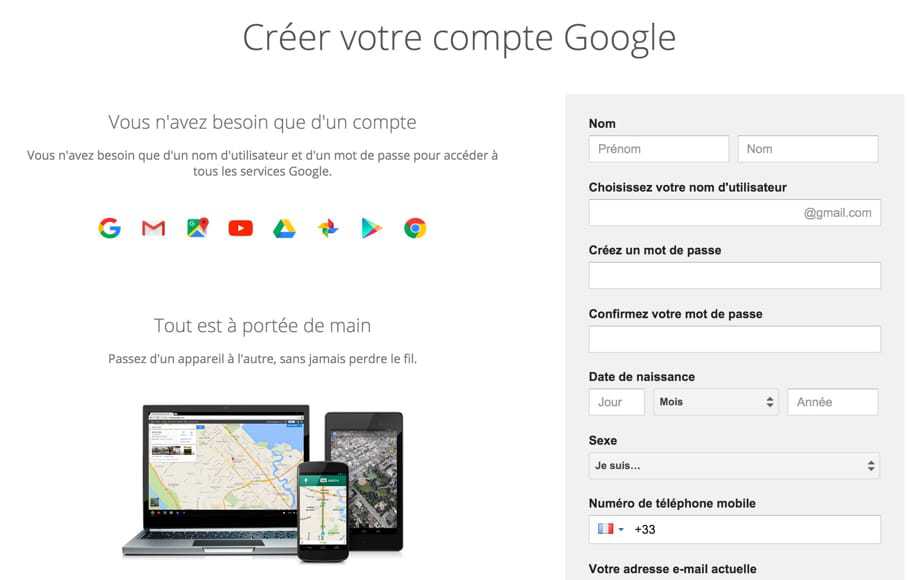 Créer votre compte Google
Vous n'avez besoin que d'un compte
Vous n'avez besoin que d'un nom d'utilisateur et d'un mot de passe pour accéder à
tous les services Google.
Tout est à portée de main
Passez d'un appareil à l'autre, sans jamais perdre le fil.
Nom
Prénom Nom
Choisissez votre nom d'utilisateur
@gmail.com
Créez un mot de passe
Confirmez votre mot de passe
Date de naissance
Jour Mois Année
Sexe
Je suis...
Numéro de téléphone mobile
+33
Votre adresse e-mail actuelle